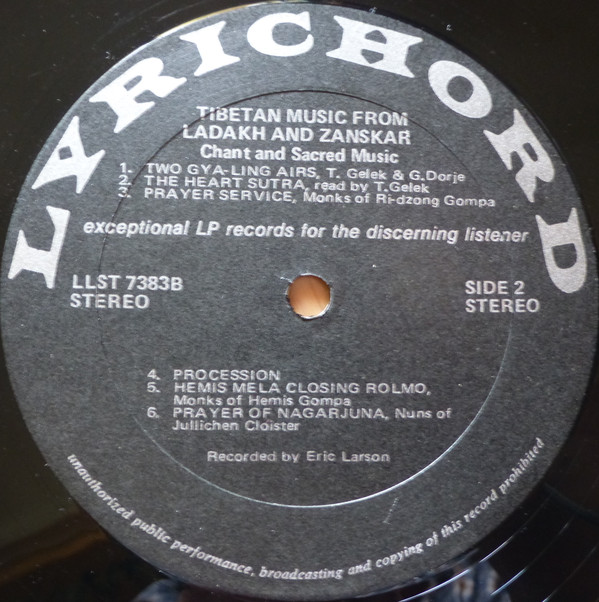 LYRICHORD
TIBETAN MUSIC FROM
LADAKH AND ZANSKAR
Chant and Sacred Music
1. TWO GYA-LING AIRS, T. Gelek & G.Dorje
2. THE HEART SUTRA, read by T.Gelek
3. PRAYER SERVICE, Monks of Ri-dzong Gompa
exceptional LP records for the discerning listener
LLST 7383B
STEREO
SIDE 2
STEREO
4. PROCESSION
5. HEMIS MELA CLOSING ROLMO,
Monks of Hemis Gompa
6. PRAYER OF NAGARJUNA, Nuns of
Jullichen Cloister
Recorded by Eric Larson
unauthorized public performance, broadcasting and copying of this record prohibited